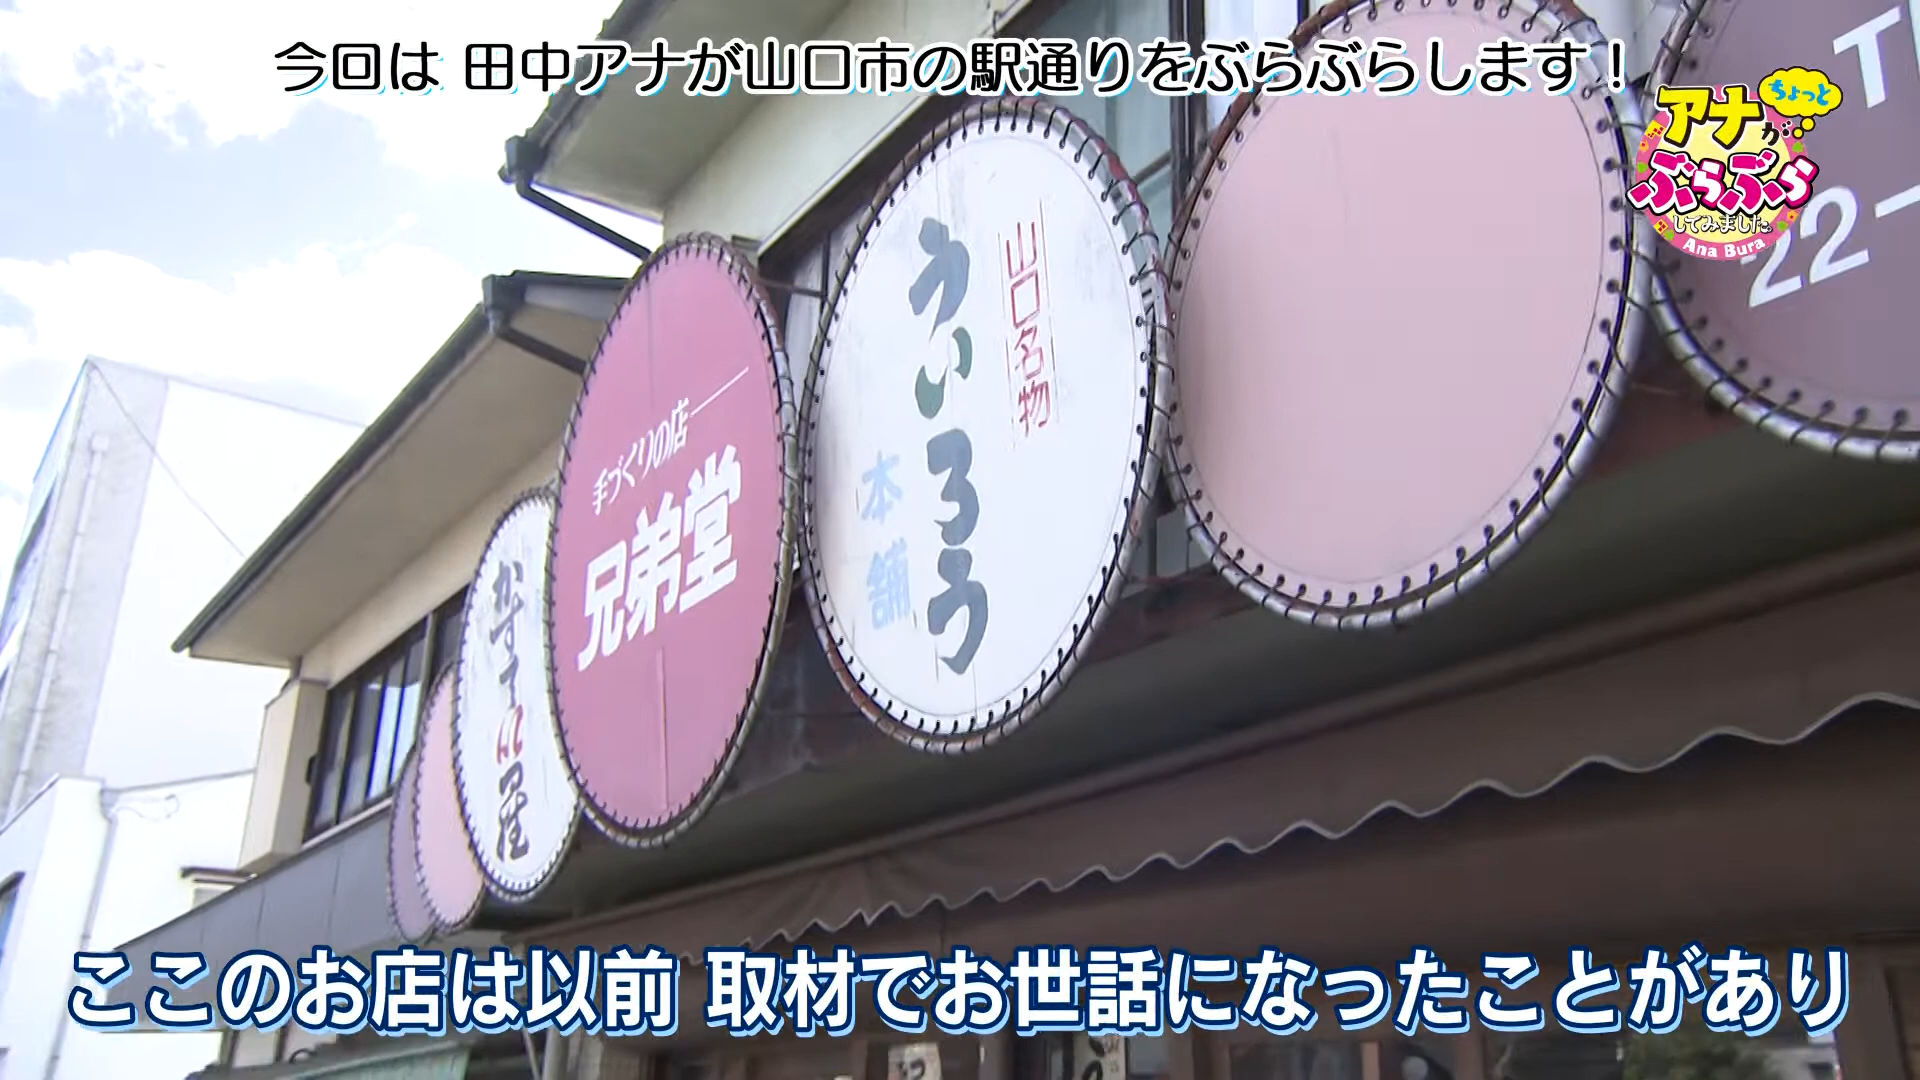 今回は 田中アナが山口市の駅通りをぶらぶらします！
アナが
ちょっと
ぶらぶら
してみました。
Ana Bura
山口名物
ういろう
本舗
手づくりの店
兄弟堂
かすてれ屋
22-
ここのお店は以前 取材でお世話になったことがあり